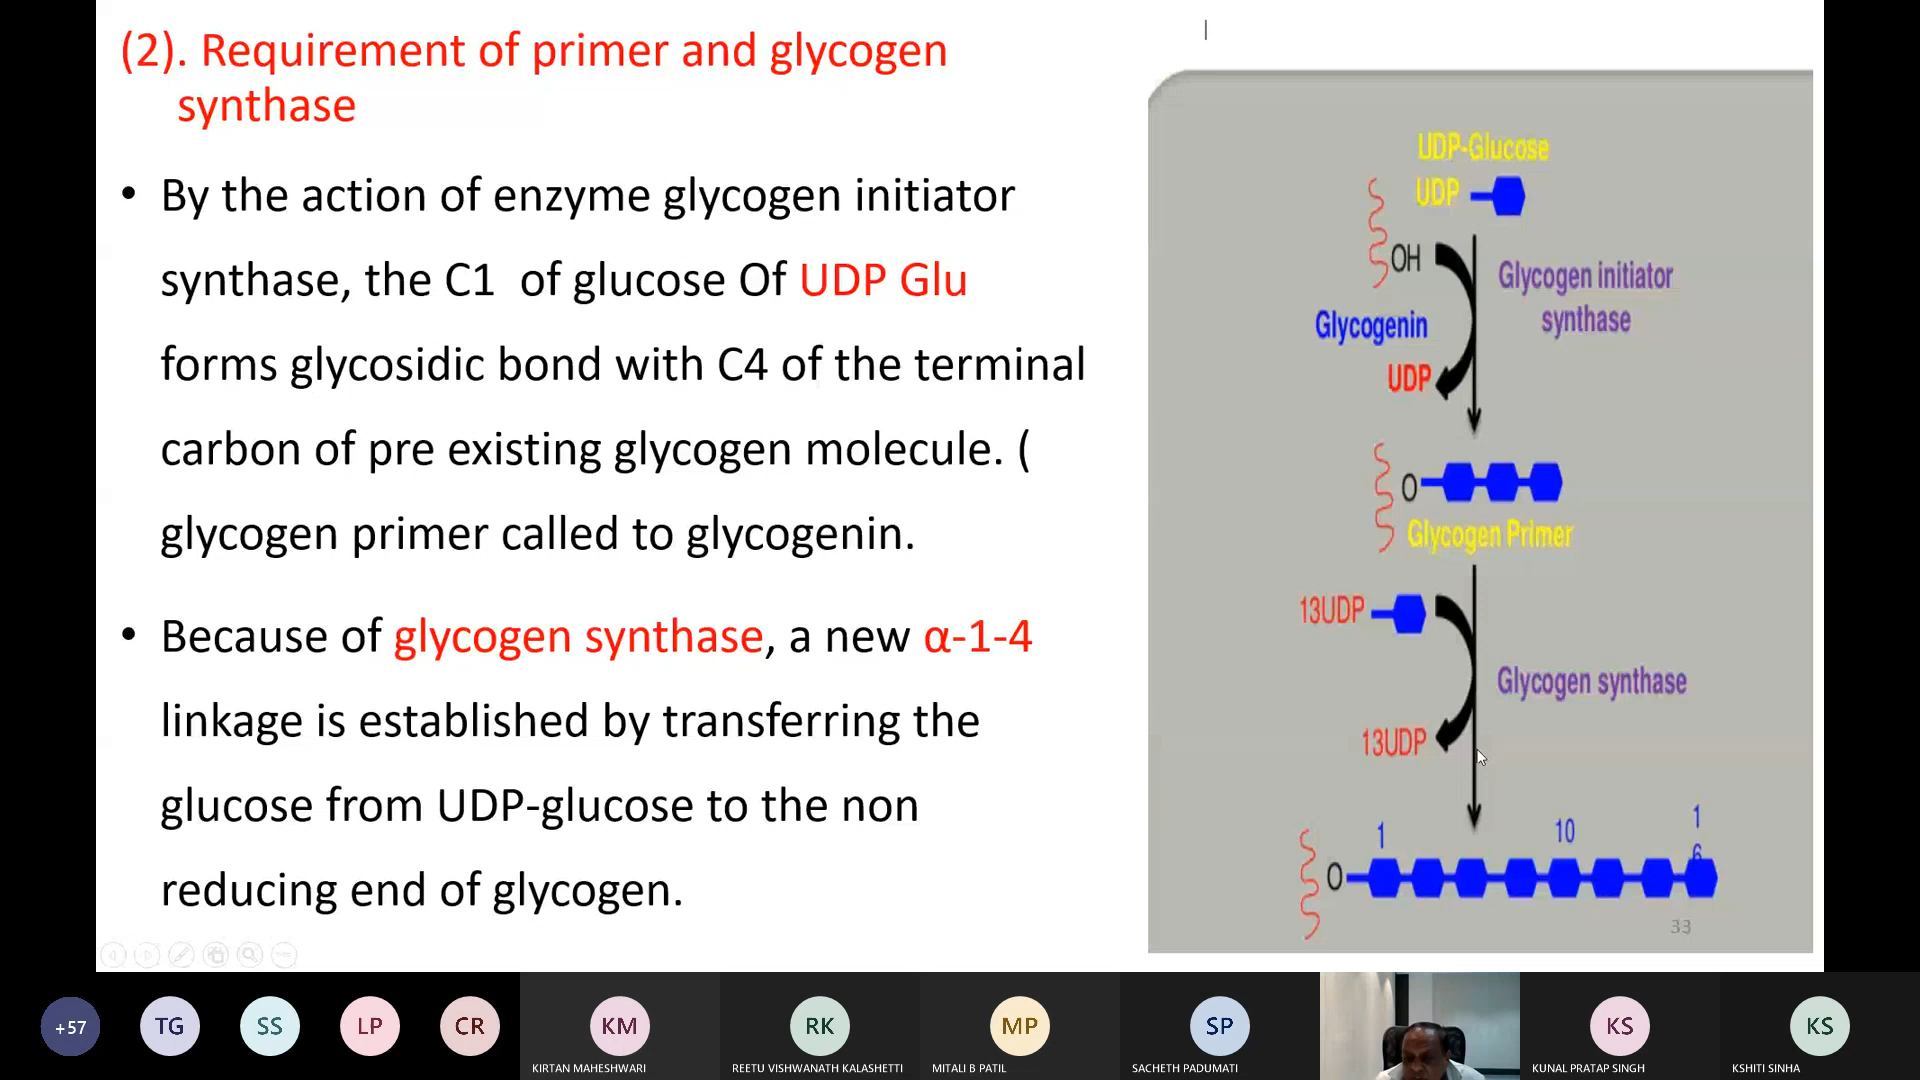 (2). Requirement of primer and glycogen
synthase
• By the action of enzyme glycogen initiator
synthase, the C1 of glucose Of UDP Glu
forms glycosidic bond with C4 of the terminal
carbon of pre existing glycogen molecule. (
glycogen primer called to glycogenin.
• Because of glycogen synthase, a new α-1-4
linkage is established by transferring the
glucose from UDP-glucose to the non
reducing end of glycogen.
UDP-Glucose
UDP
OH
Glycogen initiator
synthase
Glycogenin
UDP
O
Glycogen Primer
13UDP
Glycogen synthase
13UDP
1
10
1
6
O
33
+57
TG
SS
LP
CR
KM
KIRTAN MAHESHWARI
RK
REETU VISHWANATH KALASHETTI
MP
MITALI B PATIL
SP
SACHETH PADUMATI
KS
KUNAL PRATAP SINGH
KS
KSHITI SINHA